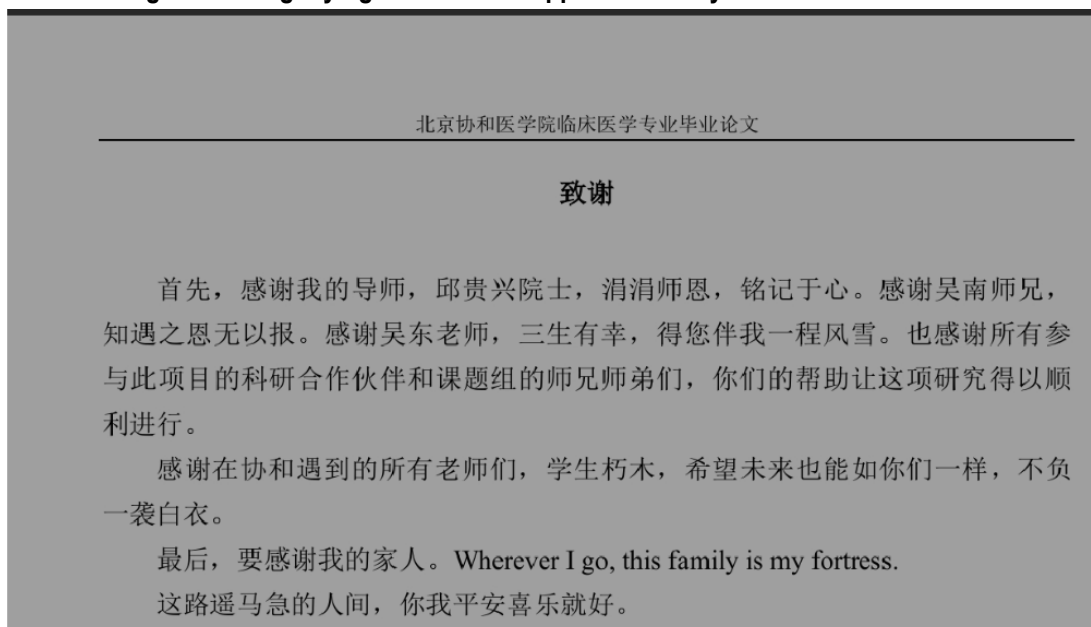 北京协和医学院临床医学专业毕业论文
致谢
首先，感谢我的导师，邱贵兴院士，涓涓师恩，铭记于心。感谢吴南师兄，
知遇之恩无以报。感谢吴东老师，三生有幸，得您伴我一程风雪。也感谢所有参
与此项目的科研合作伙伴和课题组的师兄师弟们，你们的帮助让这项研究得以顺
利进行。
感谢在协和遇到的所有老师们，学生朽木，希望未来也能如你们一样，不负
一袭白衣。
最后，要感谢我的家人。Wherever I go, this family is my fortress.
这路遥马急的人间，你我平安喜乐就好。